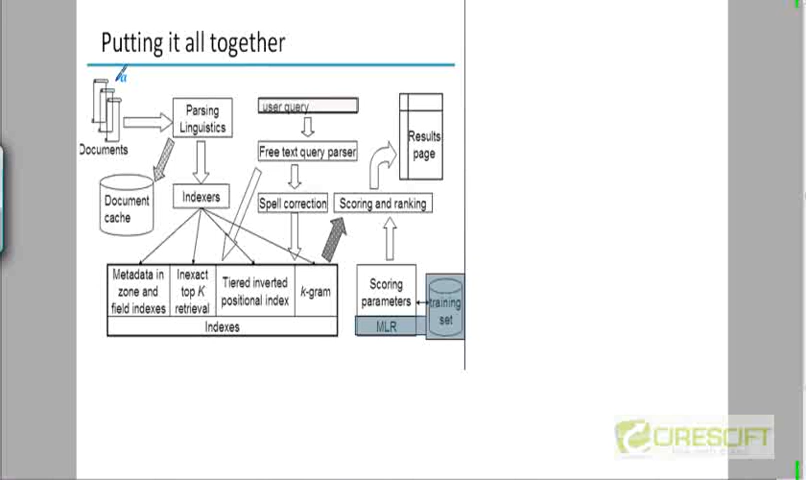 Putting it all together
Documents
Parsing
Linguistics
user query
Results
page
Free text query parser
Document
cache
Indexers
Spell correction
Scoring and ranking
Metadata in
zone and
field indexes
Inexact
top K
retrieval
Tiered inverted
positional index
k-gram
Indexes
Scoring
parameters
MLR
training
set
CIRESCIFT